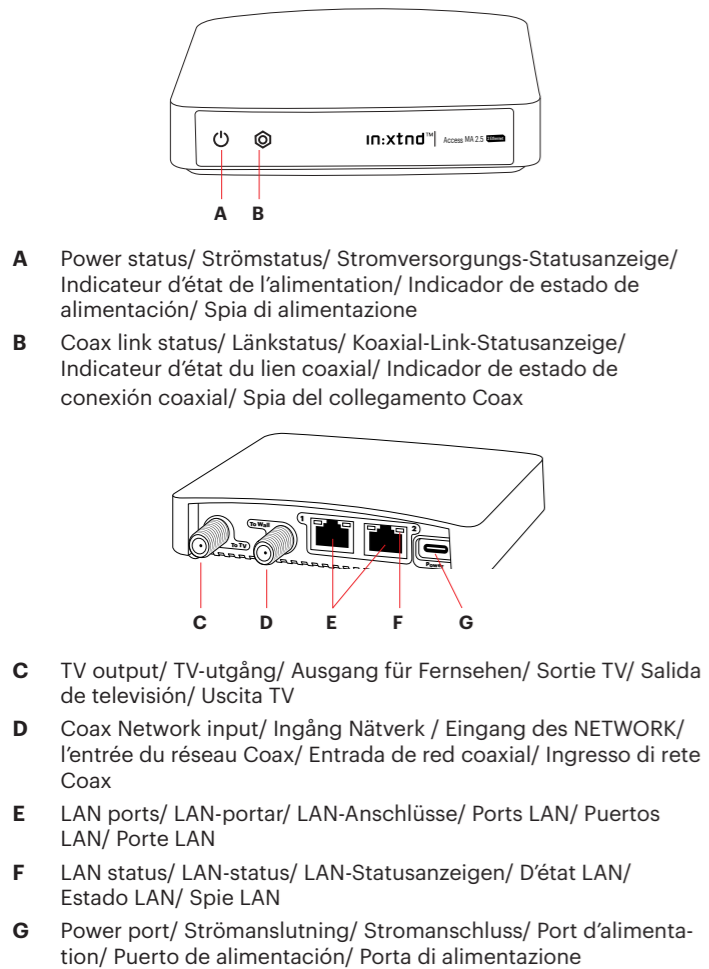 in:xtnd™ Access MA 2.5 Ethernet
A B
A Power status/ Strömstatus/ Stromversorgungs-Statusanzeige/
Indicateur d’état de l’alimentation/ Indicador de estado de
alimentación/ Spia di alimentazione
B Coax link status/ Länkstatus/ Koaxial-Link-Statusanzeige/
Indicateur d’état du lien coaxial/ Indicador de estado de
conexión coaxial/ Spia del collegamento Coax
To TV To Wall 1 2 Power
C D E F G
C TV output/ TV-utgång/ Ausgang für Fernsehen/ Sortie TV/ Salida
de televisión/ Uscita TV
D Coax Network input/ Ingång Nätverk / Eingang des NETWORK/
l’entrée du réseau Coax/ Entrada de red coaxial/ Ingresso di rete
Coax
E LAN ports/ LAN-portar/ LAN-Anschlüsse/ Ports LAN/ Puertos
LAN/ Porte LAN
F LAN status/ LAN-status/ LAN-Statusanzeigen/ D’état LAN/
Estado LAN/ Spie LAN
G Power port/ Strömanslutning/ Stromanschluss/ Port d’alimenta-
tion/ Puerto de alimentación/ Porta di alimentazione